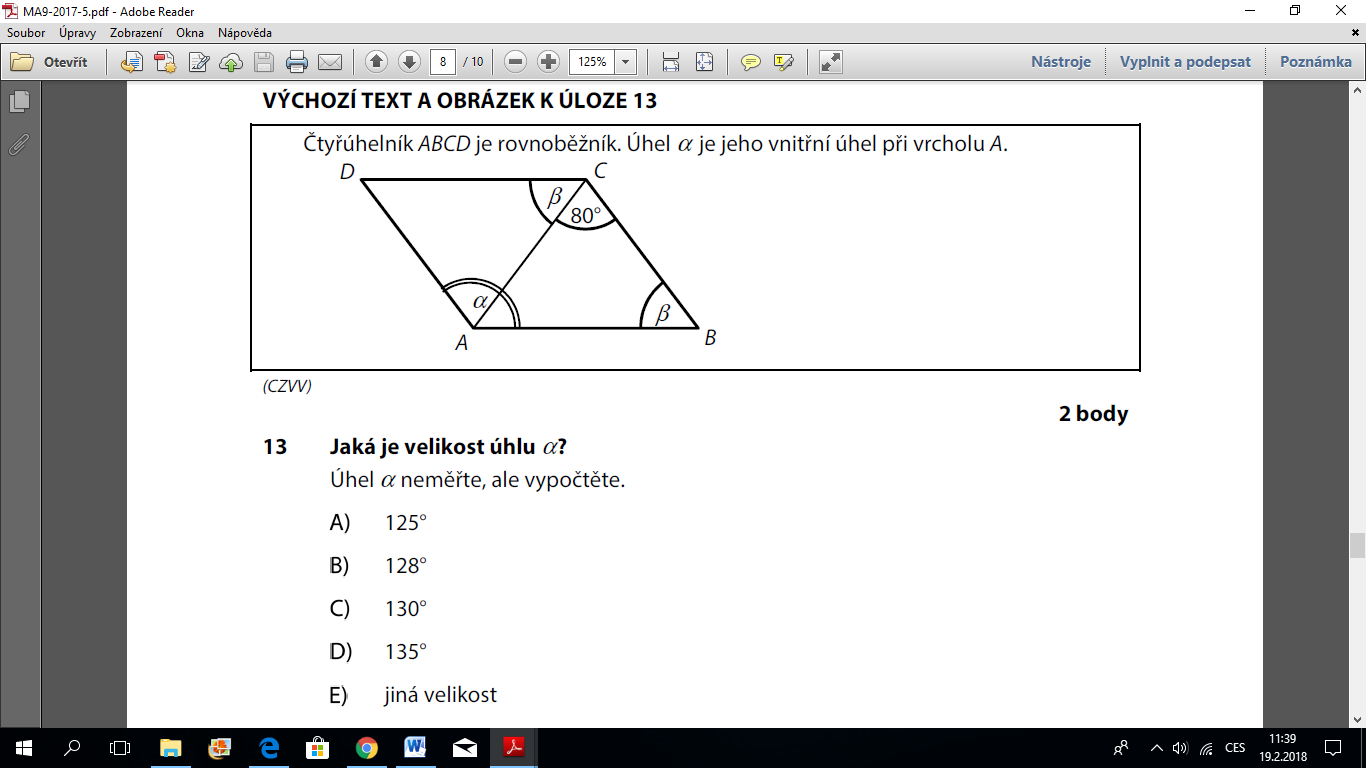 MA9-2017-5.pdf - Adobe Reader
Soubor Úpravy Zobrazení Okna Nápověda
Otevřít 8 / 10 125% Nástroje Vyplnit a podepsat Poznámka
VÝCHOZÍ TEXT A OBRÁZEK K ÚLOZE 13
Čtyřúhelník ABCD je rovnoběžník. Úhel α je jeho vnitřní úhel při vrcholu A.
D C
β 80°
α β
A B
(CZVV)
2 body
13 Jaká je velikost úhlu α?
Úhel α neměřte, ale vypočtěte.
A) 125°
B) 128°
C) 130°
D) 135°
E) jiná velikost
CES 11:39
19.2.2018